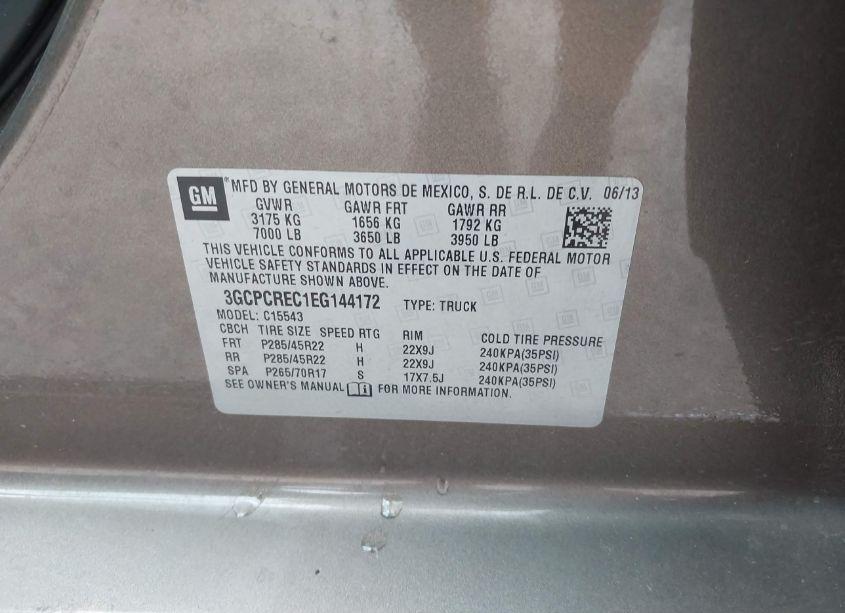 GM ® MFD BY GENERAL MOTORS DE MEXICO, S. DE R.L. DE C.V. 06/13
GVWR GAWR FRT GAWR RR
3175 KG 1656 KG 1792 KG
7000 LB 3650 LB 3950 LB
THIS VEHICLE CONFORMS TO ALL APPLICABLE U.S. FEDERAL MOTOR
VEHICLE SAFETY STANDARDS IN EFFECT ON THE DATE OF
MANUFACTURE SHOWN ABOVE.
3GCPCREC1EG144172 TYPE: TRUCK
MODEL: C15543
CBCH TIRE SIZE SPEED RTG RIM COLD TIRE PRESSURE
FRT P285/45R22 H 22X9J 240KPA(35PSI)
RR P285/45R22 H 22X9J 240KPA(35PSI)
SPA P265/70R17 S 17X7.5J 240KPA(35PSI)
SEE OWNER'S MANUAL FOR MORE INFORMATION.